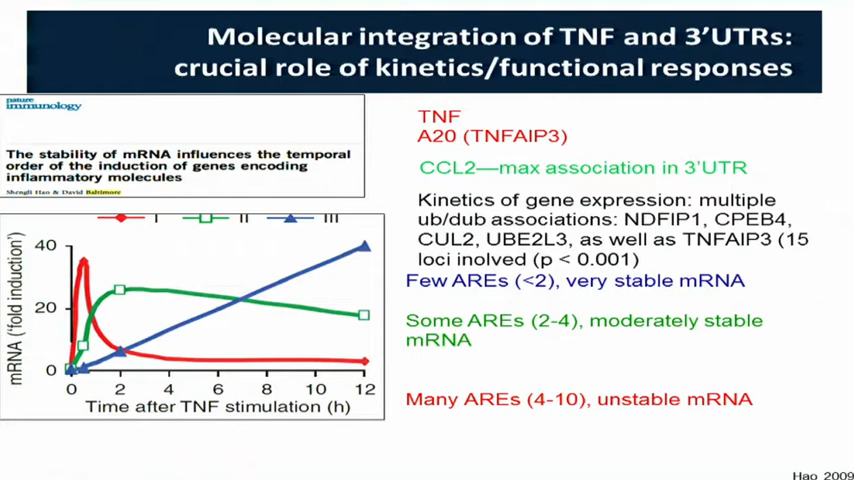 Molecular integration of TNF and 3'UTRs:
crucial role of kinetics/functional responses
nature
immunology
The stability of mRNA influences the temporal
order of the induction of genes encoding
inflammatory molecules
Shengli Hao & David Baltimore
I II III
40
20
0
mRNA ('fold induction')
0 2 4 6 8 10 12
Time after TNF stimulation (h)
TNF
A20 (TNFAIP3)
CCL2—max association in 3'UTR
Kinetics of gene expression: multiple
ub/dub associations: NDFIP1, CPEB4,
CUL2, UBE2L3, as well as TNFAIP3 (15
loci inolved (p < 0.001)
Few AREs (<2), very stable mRNA
Some AREs (2-4), moderately stable
mRNA
Many AREs (4-10), unstable mRNA
Hao 2009